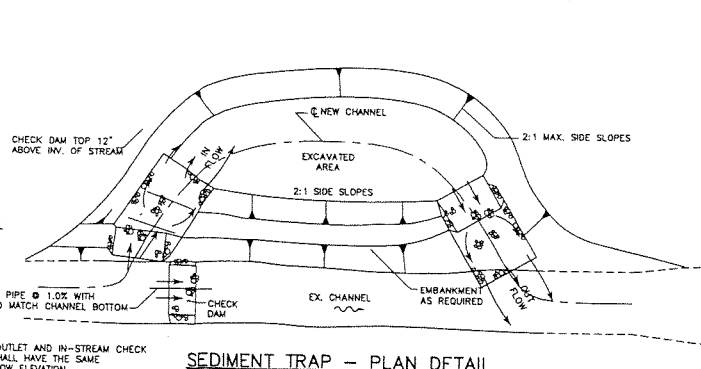 ℄ NEW CHANNEL
CHECK DAM TOP 12"
ABOVE INV. OF STREAM
2:1 MAX. SIDE SLOPES
IN
FLOW
EXCAVATED
AREA
2:1 SIDE SLOPES
PIPE @ 1.0% WITH
MATCH CHANNEL BOTTOM
CHECK
DAM
EX. CHANNEL
EMBANKMENT
AS REQUIRED
OUT
FLOW
OUTLET AND IN-STREAM CHECK
SHALL HAVE THE SAME
ELEVATION
SEDIMENT TRAP - PLAN DETAIL